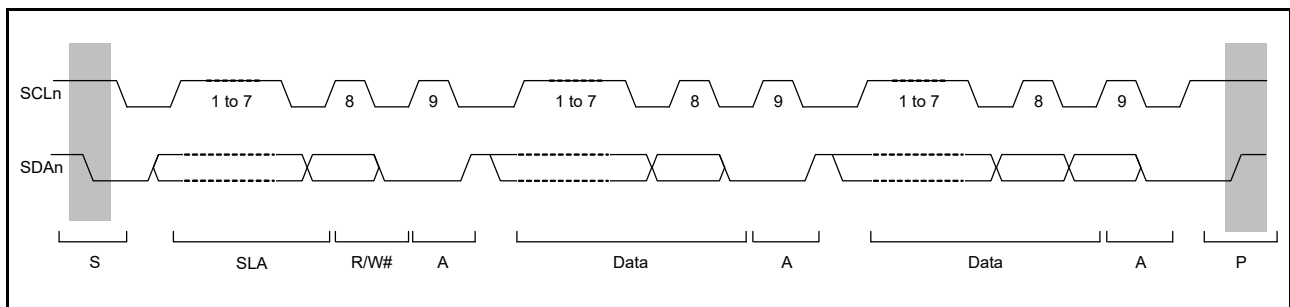 SCLn 1 to 7 8 9 1 to 7 8 9 1 to 7 8 9
SDAn
S SLA R/W# A Data A Data A P